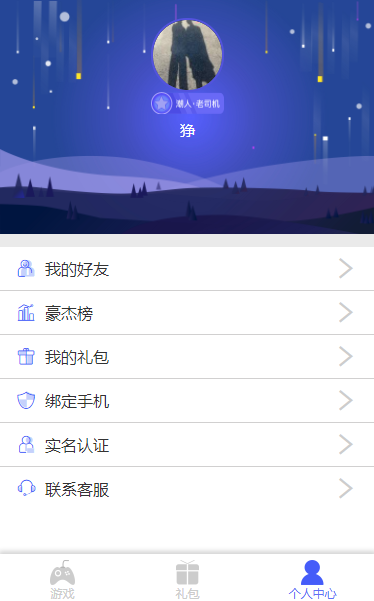 潮人·老司机
狰
我的好友
豪杰榜
我的礼包
绑定手机
实名认证
联系客服
游戏
礼包
个人中心